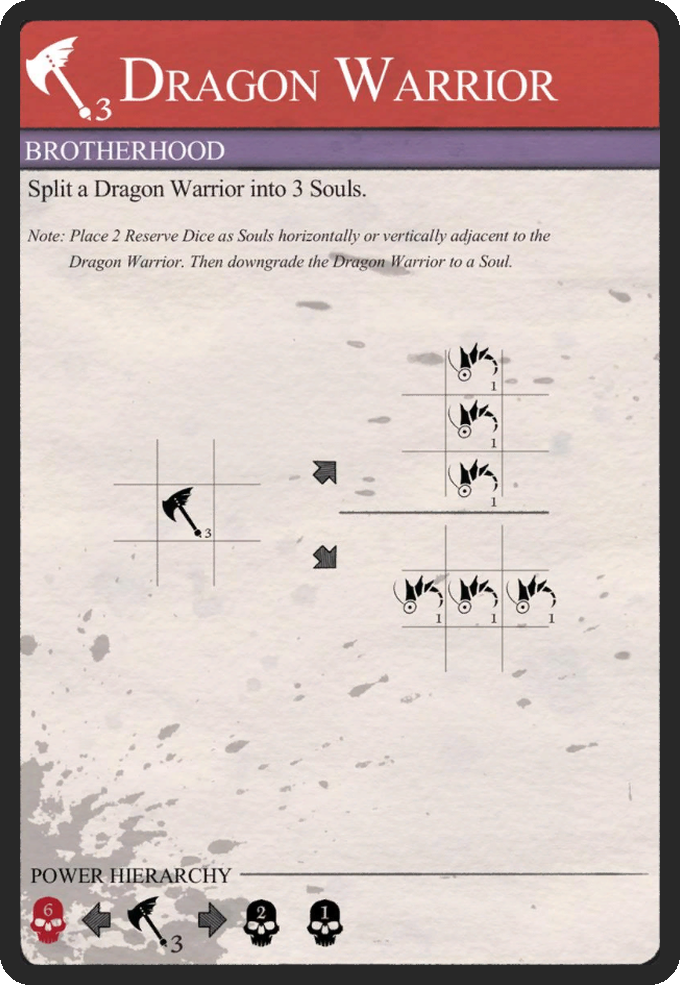 3 DRAGON WARRIOR
BROTHERHOOD
Split a Dragon Warrior into 3 Souls.
Note: Place 2 Reserve Dice as Souls horizontally or vertically adjacent to the
Dragon Warrior. Then downgrade the Dragon Warrior to a Soul.
1
1
1
3
1 1 1
POWER HIERARCHY
6 3 2 1